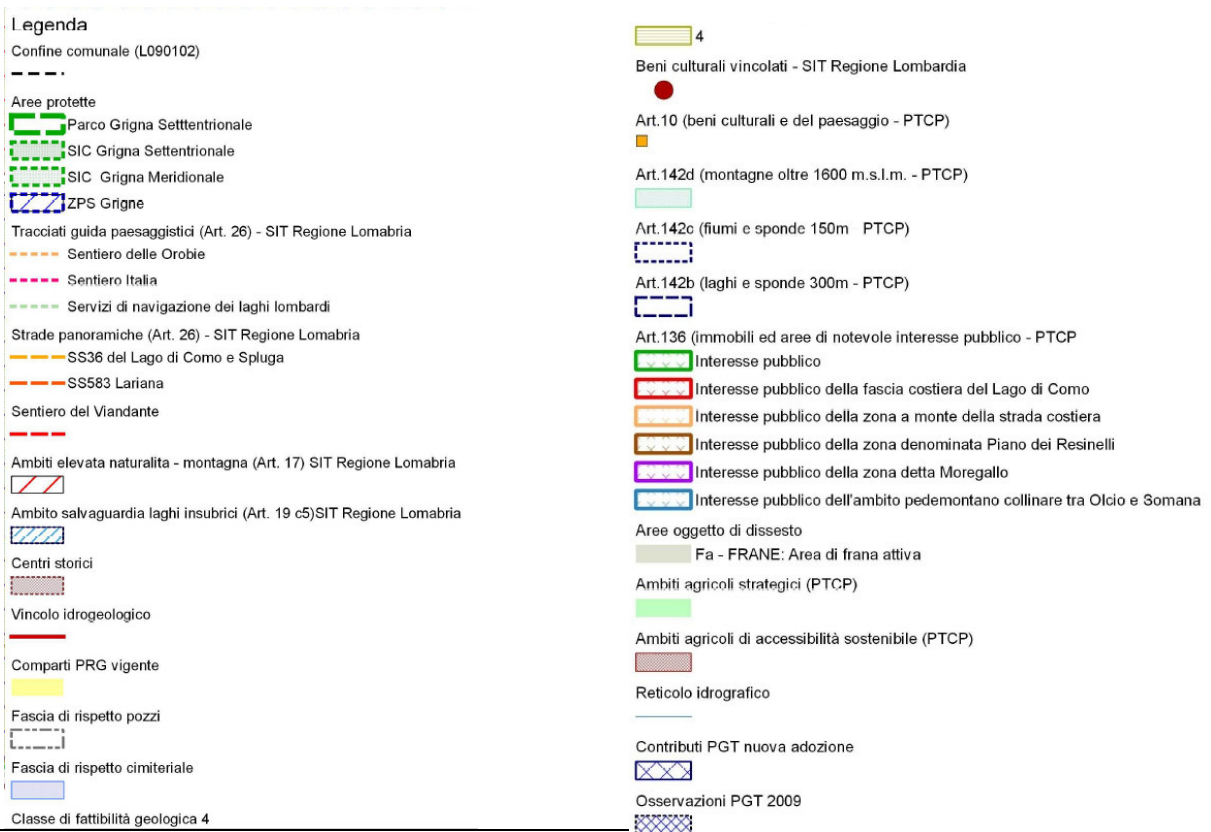 Legenda
Confine comunale (L090102)
Aree protette
Parco Grigna Setttentrionale
SIC Grigna Settentrionale
SIC Grigna Meridionale
ZPS Grigne
Tracciati guida paesaggistici (Art. 26) - SIT Regione Lomabria
Sentiero delle Orobie
Sentiero Italia
Servizi di navigazione dei laghi lombardi
Strade panoramiche (Art. 26) - SIT Regione Lomabria
SS36 del Lago di Como e Spluga
SS583 Lariana
Sentiero del Viandante
Ambiti elevata naturalita - montagna (Art. 17) SIT Regione Lomabria
Ambito salvaguardia laghi insubrici (Art. 19 c5)SIT Regione Lomabria
Centri storici
Vincolo idrogeologico
Comparti PRG vigente
Fascia di rispetto pozzi
Fascia di rispetto cimiteriale
Classe di fattibilità geologica 4
4
Beni culturali vincolati - SIT Regione Lombardia
Art.10 (beni culturali e del paesaggio - PTCP)
Art.142d (montagne oltre 1600 m.s.l.m. - PTCP)
Art.142c (fiumi e sponde 150m - PTCP)
Art.142b (laghi e sponde 300m - PTCP)
Art.136 (immobili ed aree di notevole interesse pubblico - PTCP
Interesse pubblico
Interesse pubblico della fascia costiera del Lago di Como
Interesse pubblico della zona a monte della strada costiera
Interesse pubblico della zona denominata Piano dei Resinelli
Interesse pubblico della zona detta Moregallo
Interesse pubblico dell'ambito pedemontano collinare tra Olcio e Somana
Aree oggetto di dissesto
Fa - FRANE: Area di frana attiva
Ambiti agricoli strategici (PTCP)
Ambiti agricoli di accessibilità sostenibile (PTCP)
Reticolo idrografico
Contributi PGT nuova adozione
Osservazioni PGT 2009